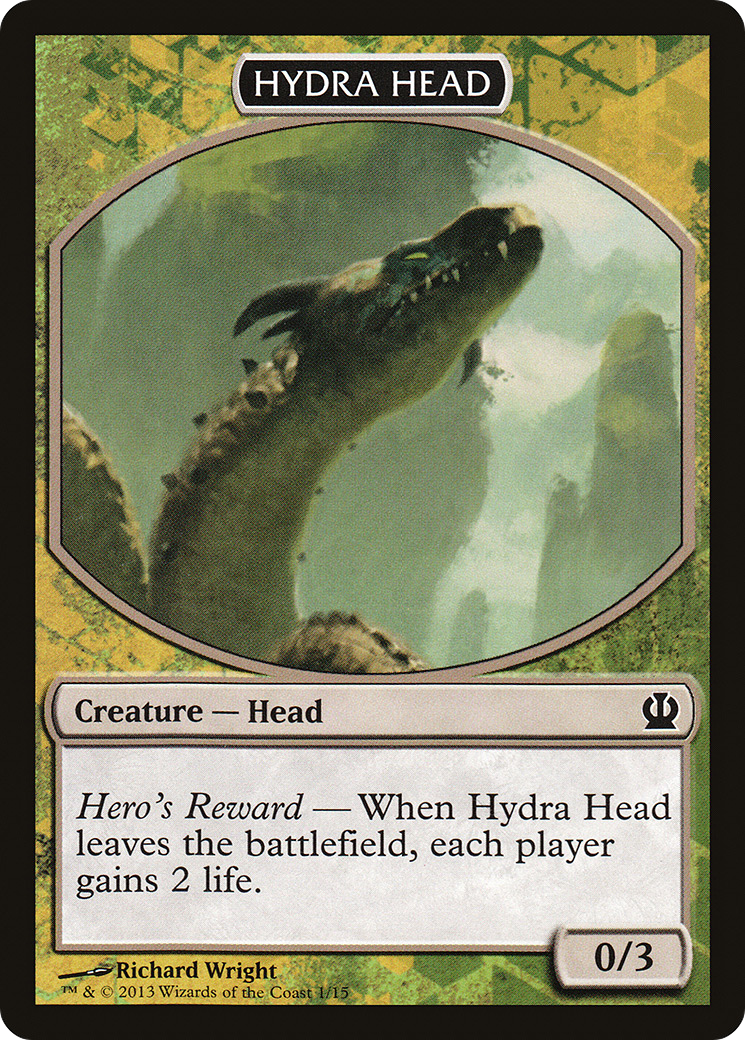 HYDRA HEAD
Creature — Head
Hero's Reward — When Hydra Head
leaves the battlefield, each player
gains 2 life.
0/3
Richard Wright
™ & © 2013 Wizards of the Coast 1/15